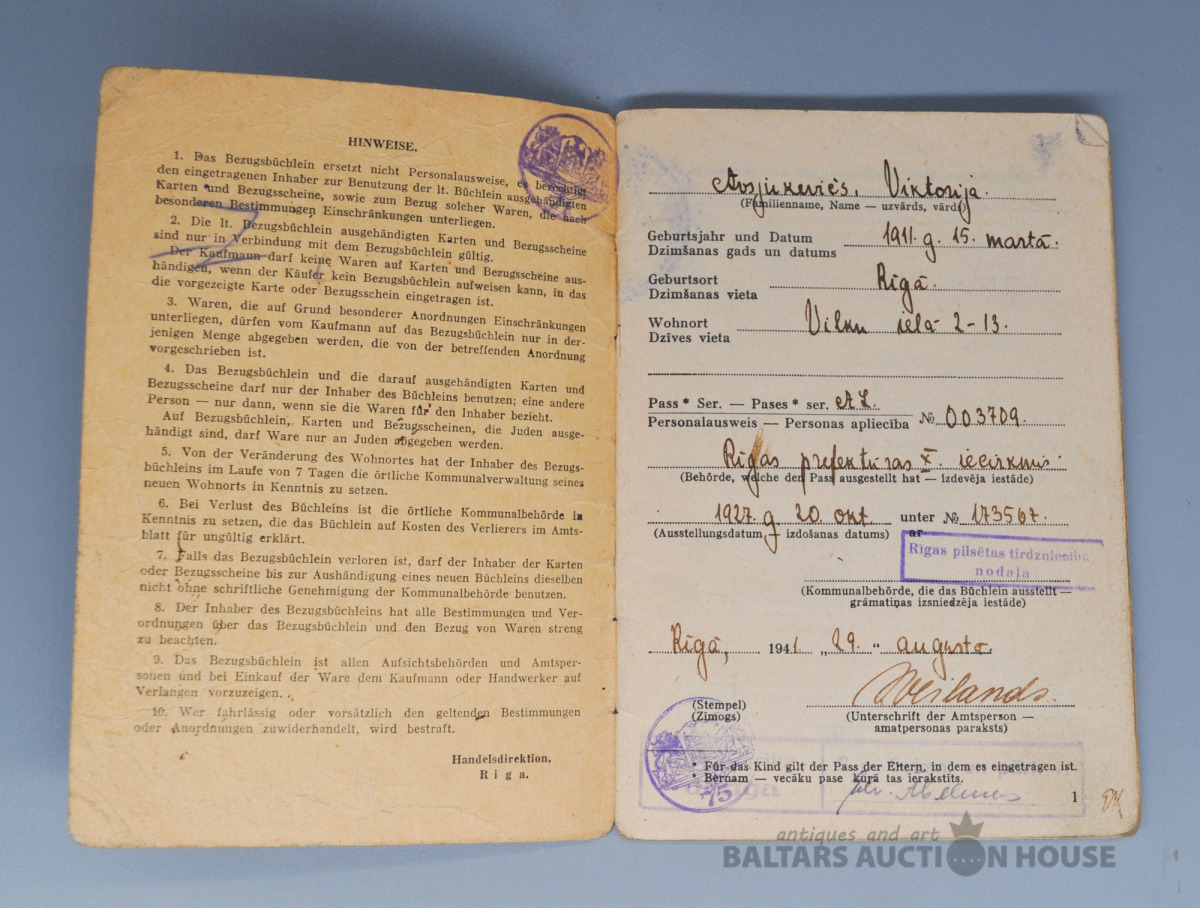 HINWEISE.
1. Das Bezugsbüchlein ersetzt nicht Personalausweise, es berechtigt
den eingetragenen Inhaber zur Benutzung der lt. Büchlein ausgehändigten
Karten und Bezugsscheine, sowie zum Bezug solcher Waren, die nach
besonderen Bestimmungen Einschränkungen unterliegen.
2. Die lt. Bezugsbüchlein ausgehändigten Karten und Bezugsscheine
sind nur in Verbindung mit dem Bezugsbüchlein gültig.
Der Kaufmann darf keine Waren auf Karten und Bezugsscheine aus-
händigen, wenn der Käufer kein Bezugsbüchlein aufweisen kann, in das
die vorgezeigte Karte oder Bezugsschein eingetragen ist.
3. Waren, die auf Grund besonderer Anordnungen Einschränkungen
unterliegen, dürfen vom Kaufmann auf das Bezugsbüchlein nur in der-
jenigen Menge abgegeben werden, die von der betreffenden Anordnung
vorgeschrieben ist.
4. Das Bezugsbüchlein und die darauf ausgehändigten Karten und
Bezugsscheine darf nur der Inhaber des Büchleins benutzen; eine andere
Person — nur dann, wenn sie die Waren für den Inhaber bezieht.
Auf Bezugsbüchlein, Karten und Bezugsscheinen, die Juden ausge-
händigt sind, darf Ware nur an Juden abgegeben werden.
5. Von der Veränderung des Wohnortes hat der Inhaber des Bezugs-
büchleins im Laufe von 7 Tagen die örtliche Kommunalverwaltung seines
neuen Wohnorts in Kenntnis zu setzen.
6. Bei Verlust des Büchleins ist die örtliche Kommunalbehörde in
Kenntnis zu setzen, die das Büchlein auf Kosten des Verlierers im Amts-
blatt für ungültig erklärt.
7. Falls das Bezugsbüchlein verloren ist, darf der Inhaber der Karten
oder Bezugsscheine bis zur Aushändigung eines neuen Büchleins dieselben
nicht ohne schriftliche Genehmigung der Kommunalbehörde benutzen.
8. Der Inhaber des Bezugsbüchleins hat alle Bestimmungen und Ver-
ordnungen über das Bezugsbüchlein und den Bezug von Waren streng
zu beachten.
9. Das Bezugsbüchlein ist allen Aufsichtsbehörden und Amtsper-
sonen und bei Einkauf der Ware dem Kaufmann oder Handwerker auf
Verlangen vorzuzeigen.
10. Wer fahrlässig oder vorsätzlich den geltenden Bestimmungen
oder Anordnungen zuwiderhandelt, wird bestraft.
Handelsdirektion,
Riga.
Avsjukevičs, Viktorija.
(Familienname, Name — uzvārds, vārds)
Geburtsjahr und Datum 1911. g. 15. martā.
Dzimšanas gads un datums
Geburtsort Rīgā.
Dzimšanas vieta
Wohnort Vilku ielā 2-13.
Dzīves vieta
Pass * Ser. — Pases * ser. AL.
Personalausweis — Personas apliecība № 003709.
Rīgas prefektūras X. iecirknis
(Behörde, welche den Pass ausgestellt hat — izdevēja iestāde)
1927. g. 20. okt. unter № 173567.
(Ausstellungsdatum — izdošanas datums) ar
Rīgas pilsētas tirdzniecības
nodaļa
(Kommunalbehörde, die das Büchlein ausstellt —
grāmatiņas izsniedzēja iestāde)
Rīgā, 1941. „29. “ augustā.
Veilands.
(Stempel) (Unterschrift der Amtsperson —
(Zimogs) amatpersonas paraksts)
75
* Für das Kind gilt der Pass der Eltern, in dem es eingetragen ist.
* Bērnam — vecāku pase kurā tas ierakstīts.
1
antiques and art
BALTARS AUCTION HOUSE